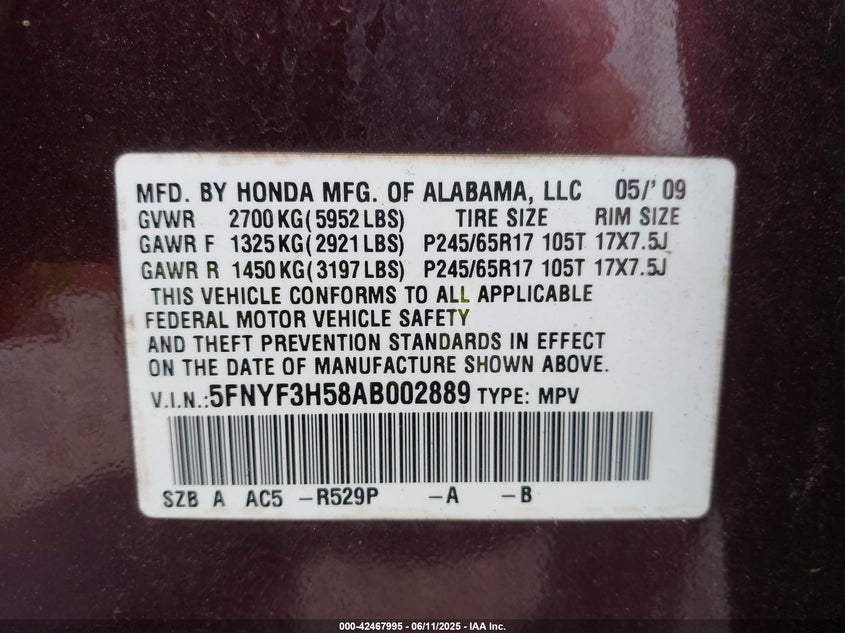 MFD. BY HONDA MFG. OF ALABAMA, LLC 05/'09
GVWR 2700 KG ( 5952 LBS) TIRE SIZE RIM SIZE
GAWR F 1325 KG ( 2921 LBS) P245/65R17 105T 17X7.5J
GAWR R 1450 KG ( 3197 LBS) P245/65R17 105T 17X7.5J
THIS VEHICLE CONFORMS TO ALL APPLICABLE
FEDERAL MOTOR VEHICLE SAFETY
AND THEFT PREVENTION STANDARDS IN EFFECT
ON THE DATE OF MANUFACTURE SHOWN ABOVE.
V.I.N.:5FNYF3H58AB002889 TYPE: MPV
SZB A AC5 -R529P -A -B
000-42467995 - 06/11/2025 - IAA Inc.